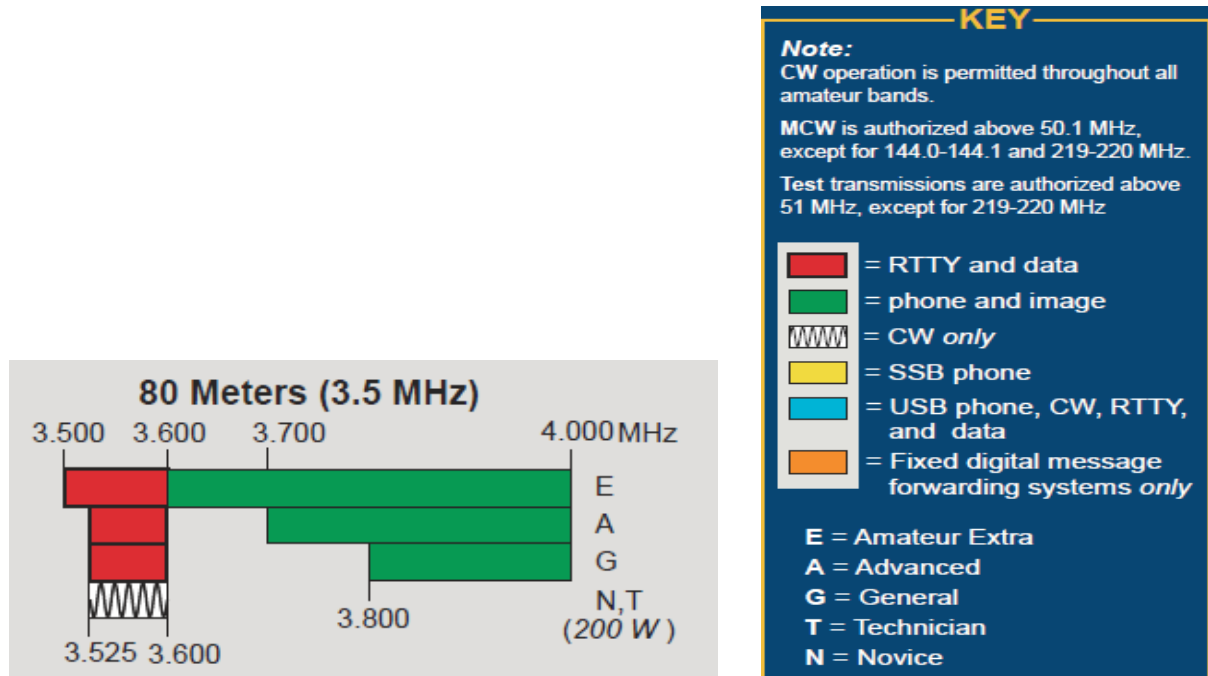 80 Meters (3.5 MHz)
3.500 3.600 3.700 4.000 MHz
E
A
G
N,T
3.800 (200 W )
3.525 3.600
KEY
Note:
CW operation is permitted throughout all
amateur bands.
MCW is authorized above 50.1 MHz,
except for 144.0-144.1 and 219-220 MHz.
Test transmissions are authorized above
51 MHz, except for 219-220 MHz
= RTTY and data
= phone and image
= CW only
= SSB phone
= USB phone, CW, RTTY,
and data
= Fixed digital message
forwarding systems only
E = Amateur Extra
A = Advanced
G = General
T = Technician
N = Novice